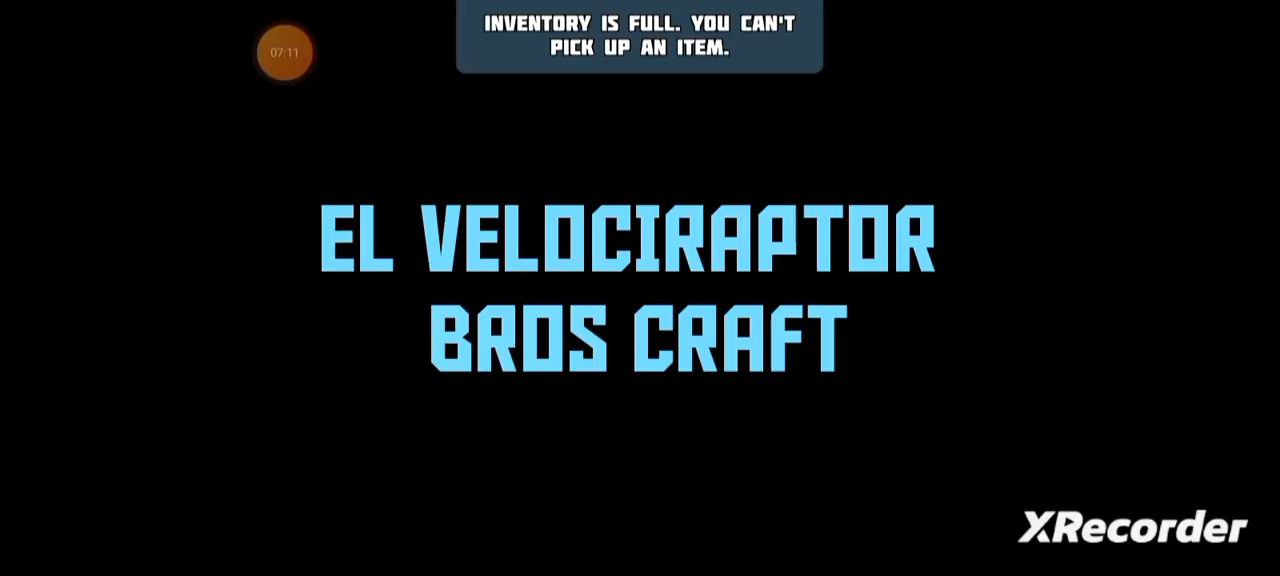 INVENTORY IS FULL. YOU CAN'T
PICK UP AN ITEM.
07:11
EL VELOCIRAPTOR
BROS CRAFT
XRecorder